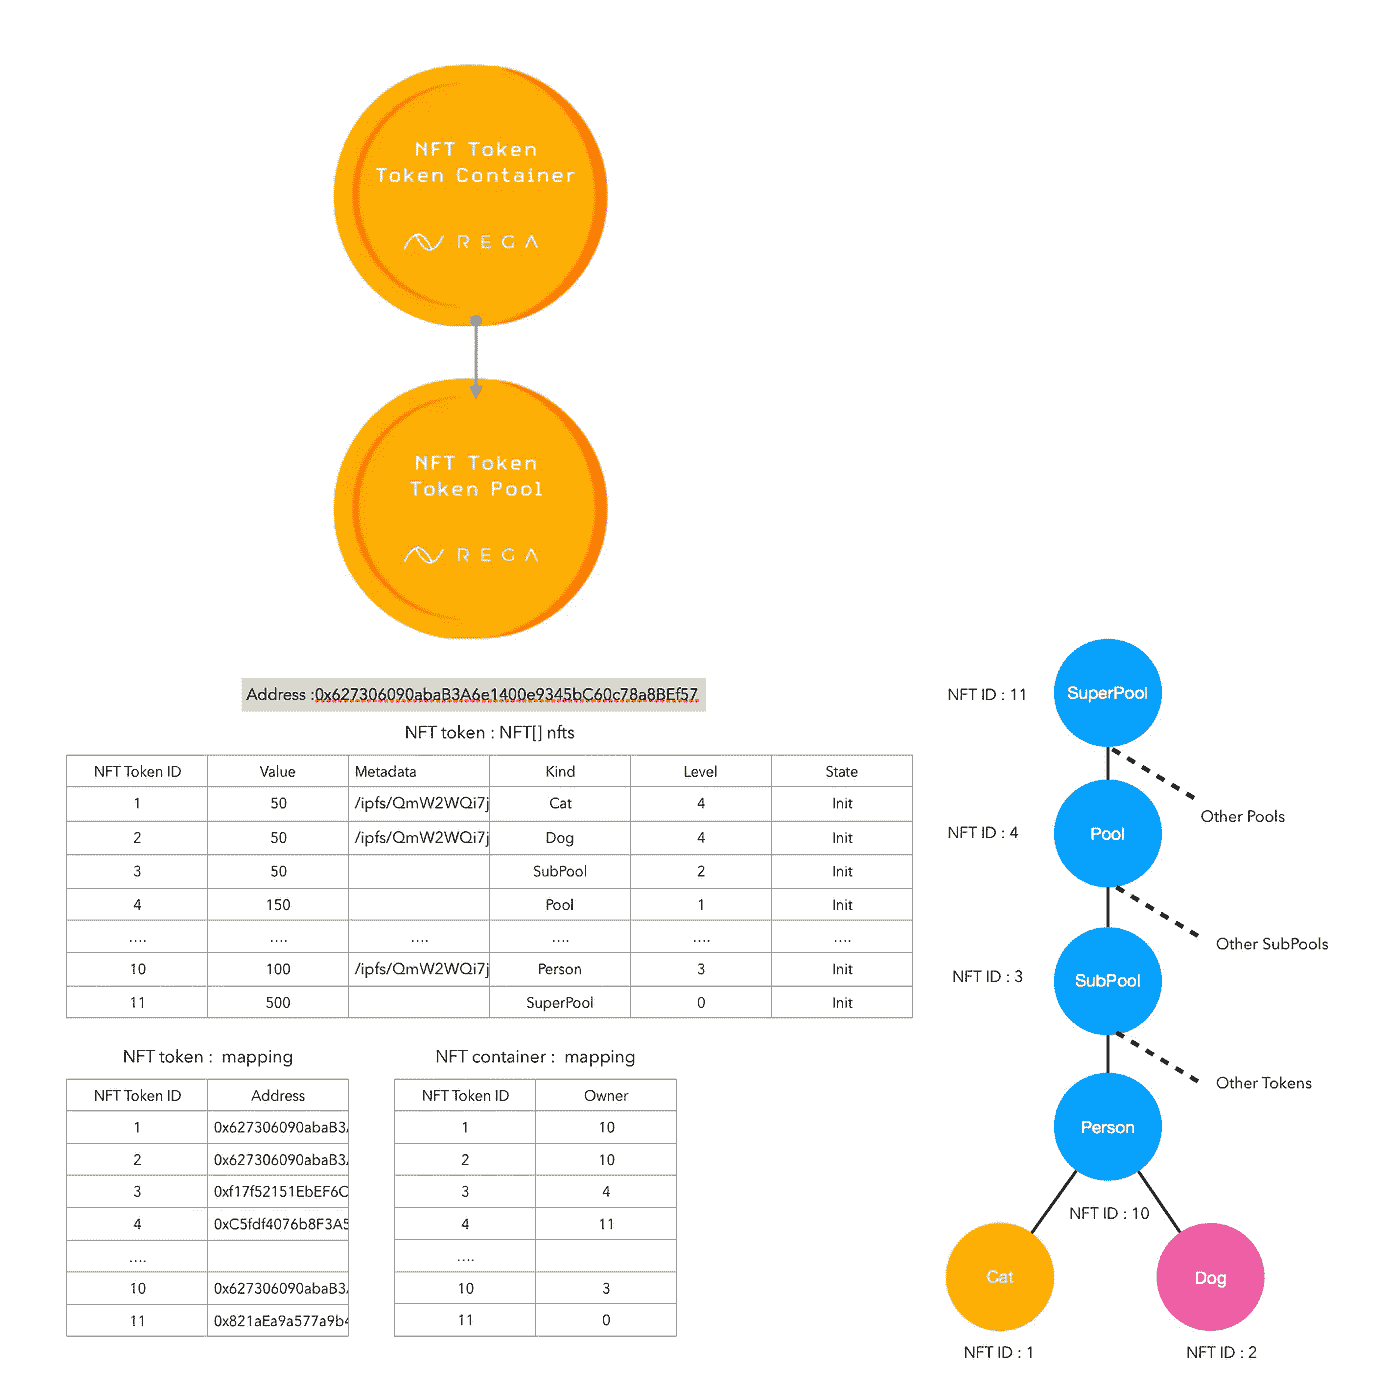 NFT Token
Token Container
REGA
NFT Token
Token Pool
REGA
Address :0x627306090abaB3A6e1400e9345bC60c78a8BEf57
NFT token : NFT[] nfts
NFT Token ID Value Metadata Kind Level State
1 50 /ipfs/QmW2WQi7j Cat 4 Init
2 50 /ipfs/QmW2WQi7j Dog 4 Init
3 50 SubPool 2 Init
4 150 Pool 1 Init
.... .... .... .... .... ....
10 100 /ipfs/QmW2WQi7j Person 3 Init
11 500 SuperPool 0 Init
NFT token : mapping
NFT Token ID Address
1 0x627306090abaB3
2 0x627306090abaB3
3 0xf17f52151EbEF6C
4 0xC5fdf4076b8F3A5
....
10 0x627306090abaB3
11 0x821aEa9a577a9b4
NFT container : mapping
NFT Token ID Owner
1 10
2 10
3 4
4 11
....
10 3
11 0
NFT ID : 11
SuperPool
Other Pools
NFT ID : 4
Pool
Other SubPools
NFT ID : 3
SubPool
Other Tokens
Person
NFT ID : 10
Cat
Dog
NFT ID : 1
NFT ID : 2